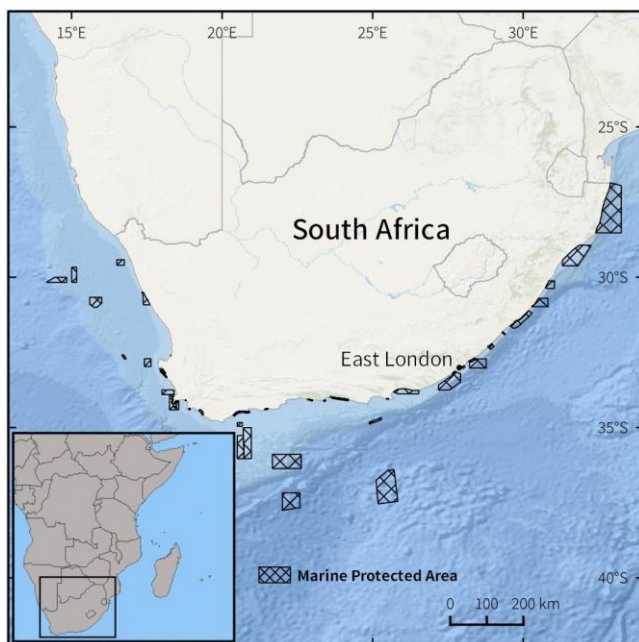 15°E 20°E 25°E 30°E
25°S
South Africa
30°S
East London
35°S
Marine Protected Area
40°S
0 100 200 km